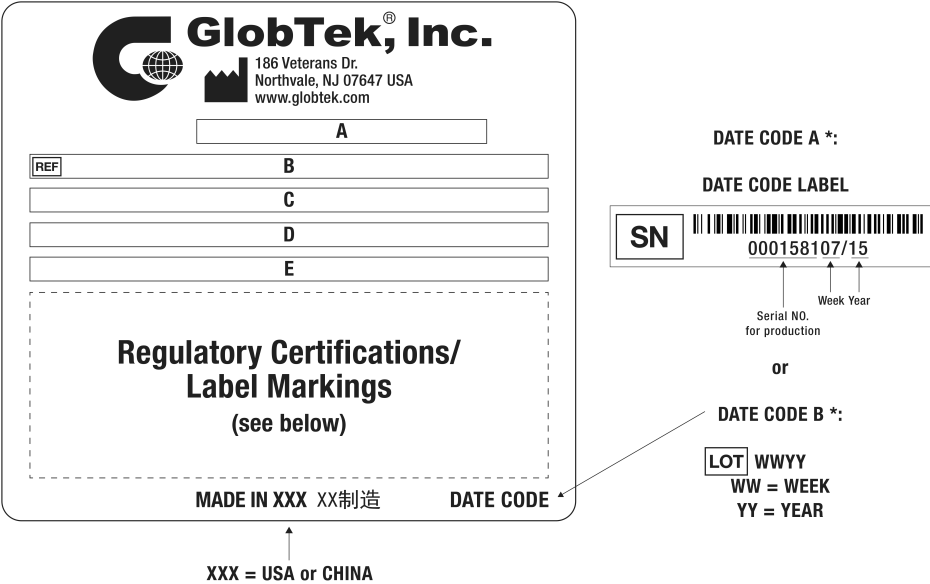 GlobTek, Inc.®
186 Veterans Dr.
Northvale, NJ 07647 USA
www.globtek.com
A
REF B
C
D
E
Regulatory Certifications/
Label Markings
(see below)
MADE IN XXX XX制造 DATE CODE
XXX = USA or CHINA
DATE CODE A *:
DATE CODE LABEL
SN
000158107/15
Week Year
Serial NO.
for production
or
DATE CODE B *:
LOT WWYY
WW = WEEK
YY = YEAR